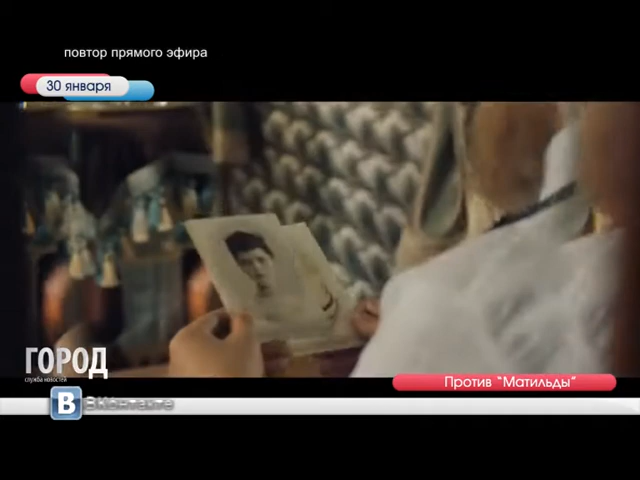 повтор прямого эфира
30 января
ГОРОД
служба новостей
Против "Матильды"
В ВКонтакте